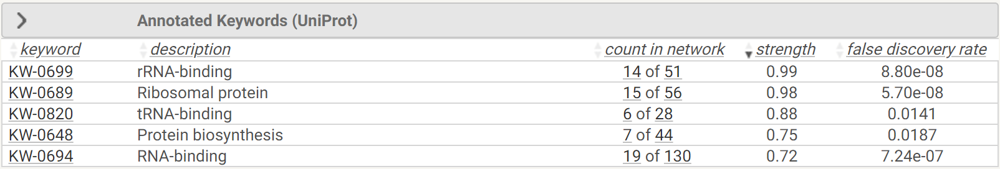 Annotated Keywords (UniProt)
keyword description count in network strength false discovery rate
KW-0699 rRNA-binding 14 of 51 0.99 8.80e-08
KW-0689 Ribosomal protein 15 of 56 0.98 5.70e-08
KW-0820 tRNA-binding 6 of 28 0.88 0.0141
KW-0648 Protein biosynthesis 7 of 44 0.75 0.0187
KW-0694 RNA-binding 19 of 130 0.72 7.24e-07